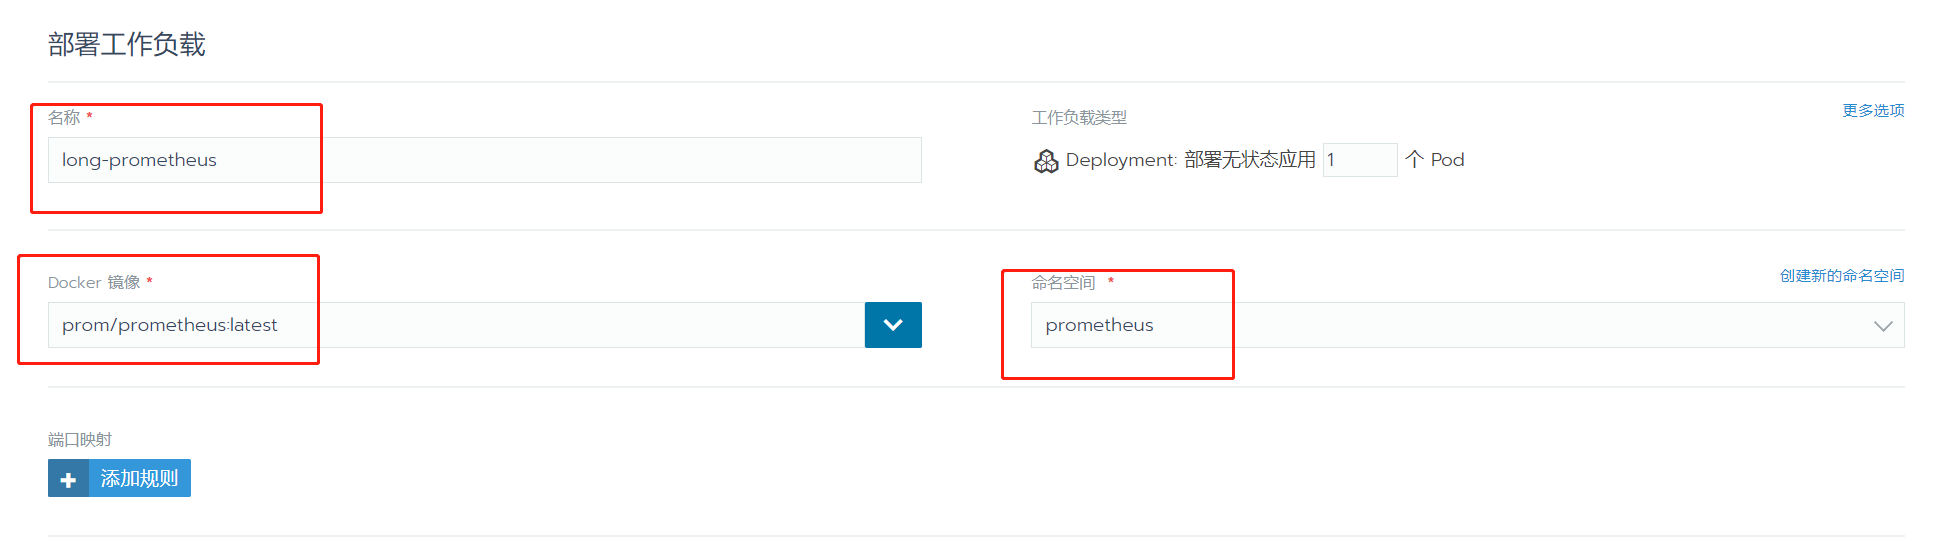 部署工作负载
名称 *
long-prometheus
工作负载类型
更多选项
Deployment: 部署无状态应用 1 个 Pod
Docker 镜像 *
prom/prometheus:latest
命名空间 *
创建新的命名空间
prometheus
端口映射
添加规则